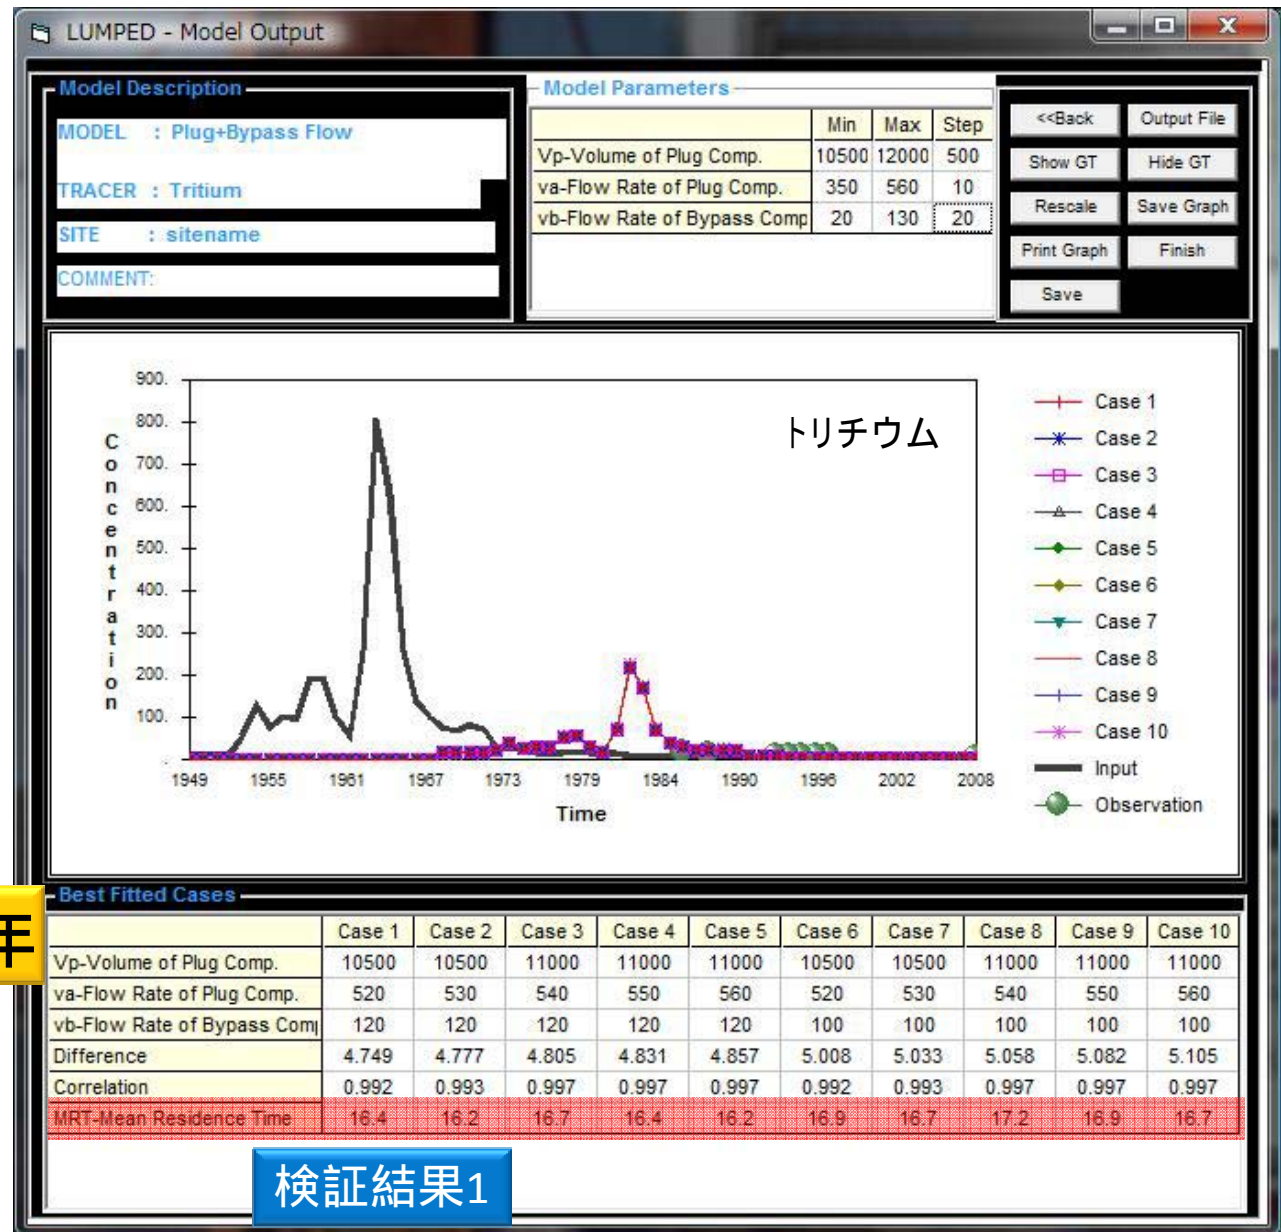 LUMPED - Model Output
Model Description
MODEL : Plug+Bypass Flow
TRACER : Tritium
SITE : sitename
COMMENT:
Model Parameters
Min Max Step
Vp-Volume of Plug Comp. 10500 12000 500
va-Flow Rate of Plug Comp. 350 560 10
vb-Flow Rate of Bypass Comp 20 130 20
<<Back Output File
Show GT Hide GT
Rescale Save Graph
Print Graph Finish
Save
トリチウム
Concentration
900.
800.
700.
600.
500.
400.
300.
200.
100.
1949 1955 1961 1967 1973 1979 1984 1990 1996 2002 2008
Time
Case 1
Case 2
Case 3
Case 4
Case 5
Case 6
Case 7
Case 8
Case 9
Case 10
Input
Observation
年
Best Fitted Cases
Case 1 Case 2 Case 3 Case 4 Case 5 Case 6 Case 7 Case 8 Case 9 Case 10
Vp-Volume of Plug Comp. 10500 10500 11000 11000 11000 10500 10500 11000 11000 11000
va-Flow Rate of Plug Comp. 520 530 540 550 560 520 530 540 550 560
vb-Flow Rate of Bypass Com 120 120 120 120 120 100 100 100 100 100
Difference 4.749 4.777 4.805 4.831 4.857 5.008 5.033 5.058 5.082 5.105
Correlation 0.992 0.993 0.997 0.997 0.997 0.992 0.993 0.997 0.997 0.997
MRT-Mean Residence Time 16.4 16.2 16.7 16.4 16.2 16.9 16.7 17.2 16.9 16.7
検証結果1